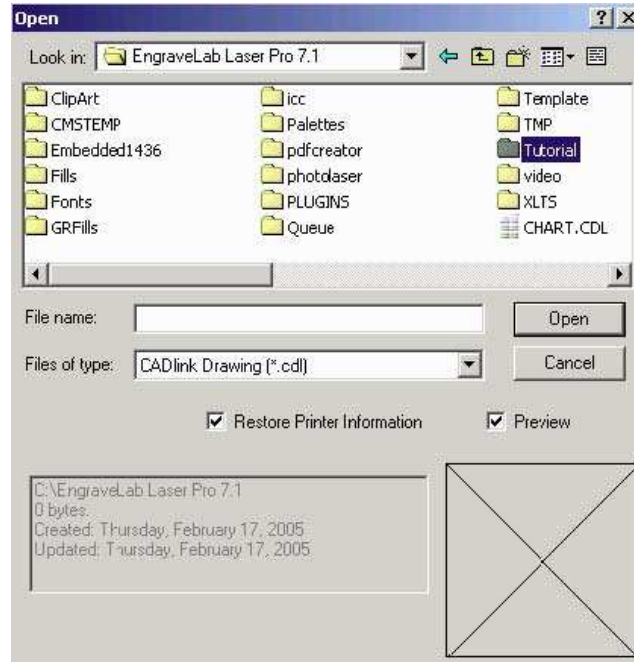 Open
Look in: EngraveLab Laser Pro 7.1
ClipArt icc Template
CMSTEMP Palettes TMP
Embedded1436 pdfcreator Tutorial
Fills photolaser video
Fonts PLUGINS XLTS
GRFills Queue CHART.CDL
File name: Open
Files of type: CADlink Drawing (*.cdl) Cancel
Restore Printer Information Preview
C:\EngraveLab Laser Pro 7.1
0 bytes.
Created: Thursday, February 17, 2005
Updated: Thursday, February 17, 2005